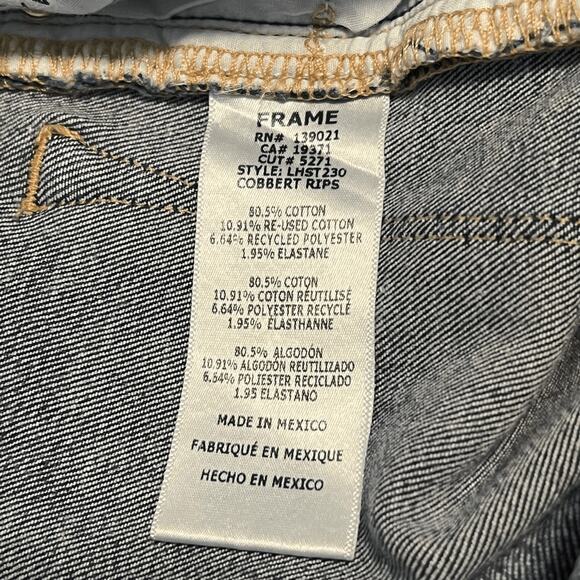 FRAME
RN# 139021
CA# 19371
CUT# 5271
STYLE: LHST230
COBBERT RIPS
80.5% COTTON
10.91% RE-USED COTTON
6.64% RECYCLED POLYESTER
1.95% ELASTANE
80.5% COTON
10.91% COTON RÉUTILISÉ
6.64% POLYESTER RECYCLÉ
1.95% ÉLASTHANNE
80.5% ALGODÓN
10.91% ALGODÓN REUTILIZADO
6.54% POLIESTER RECICLADO
1.95 ELASTANO
MADE IN MEXICO
FABRIQUÉ EN MEXIQUE
HECHO EN MEXICO